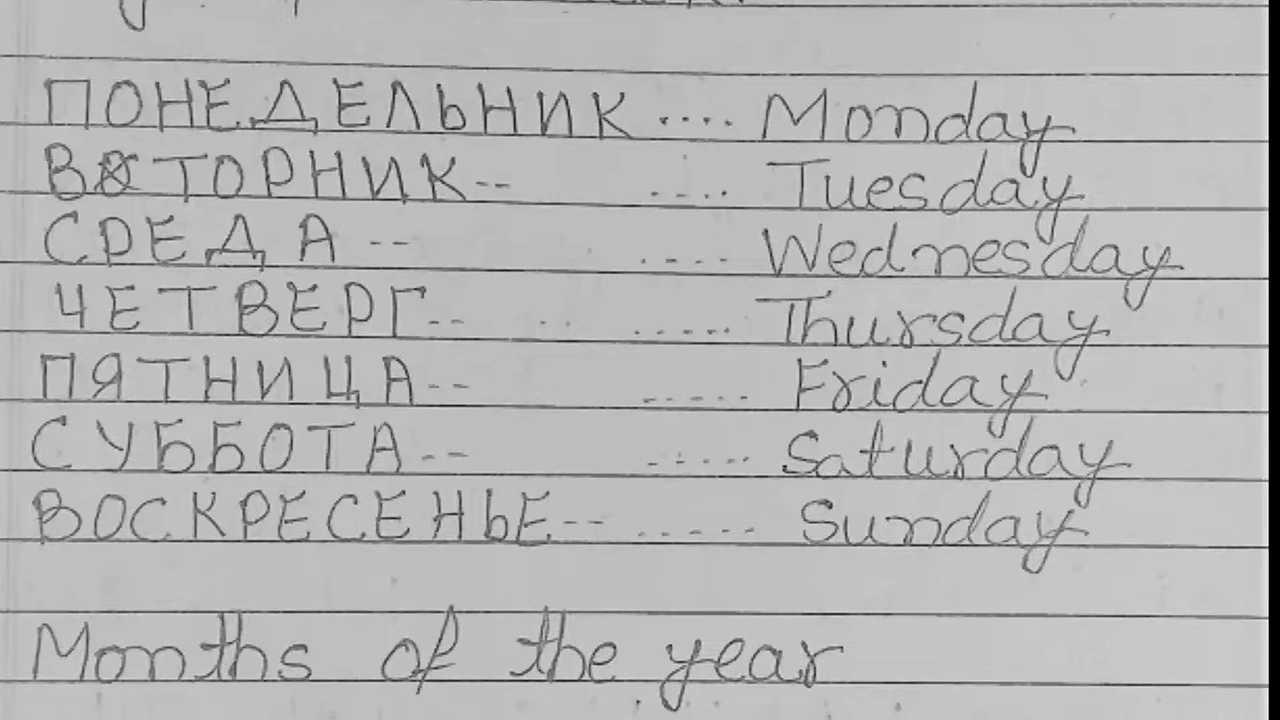 ПОНЕДЕЛЬНИК .... Monday
ВТОРНИК-- .... Tuesday
СРЕДА -- .... Wednesday
ЧЕТВЕРГ-- .. ..... Thursday
ПЯТНИЦА-- ..... Friday
СУББОТА-- ..... Saturday
ВОСКРЕСЕНЬЕ-- ..... Sunday
Months of the year